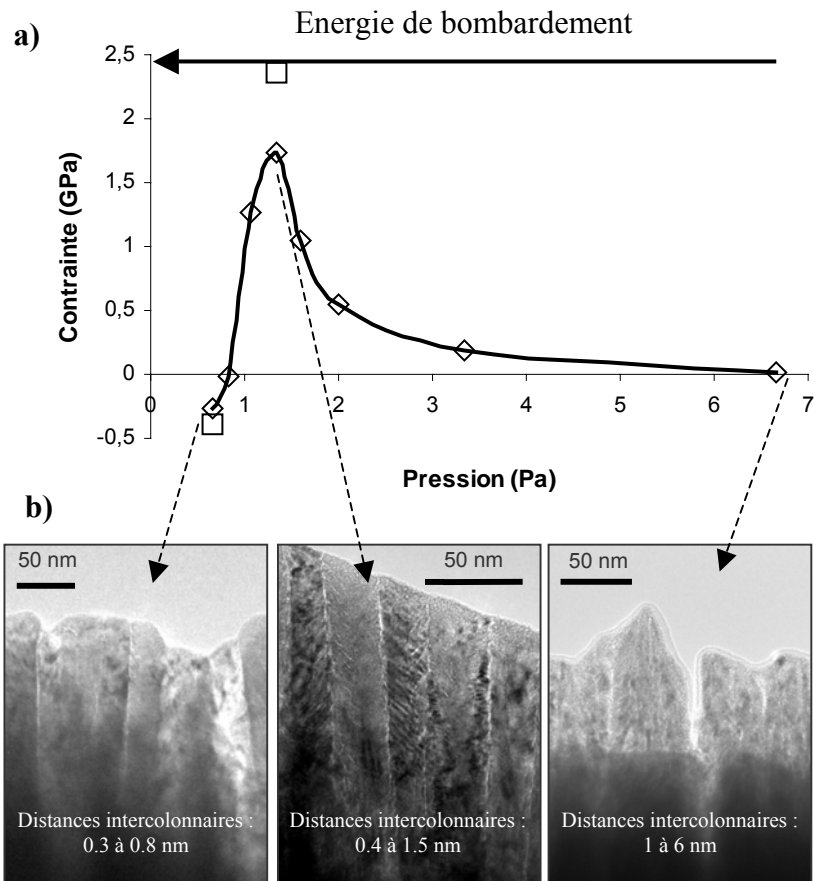 a)
Energie de bombardement
2,5
2
1,5
1
0,5
0
-0,5
0 1 2 3 4 5 6 7
Contrainte (GPa)
Pression (Pa)
b)
50 nm
50 nm
50 nm
Distances intercolonnaires :
0.3 à 0.8 nm
Distances intercolonnaires :
0.4 à 1.5 nm
Distances intercolonnaires :
1 à 6 nm